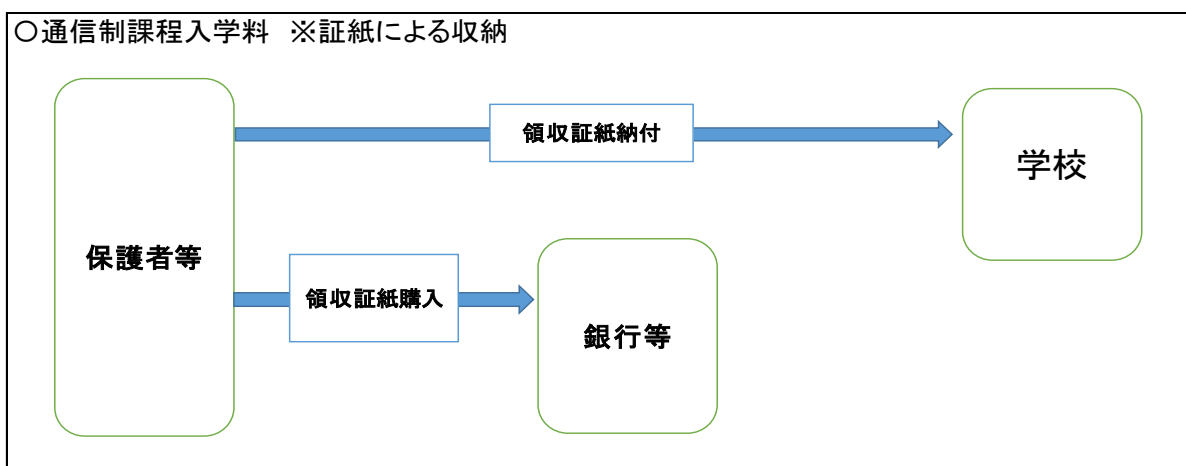 〇通信制課程入学料　※証紙による収納
領収証紙納付
学校
保護者等
領収証紙購入
銀行等